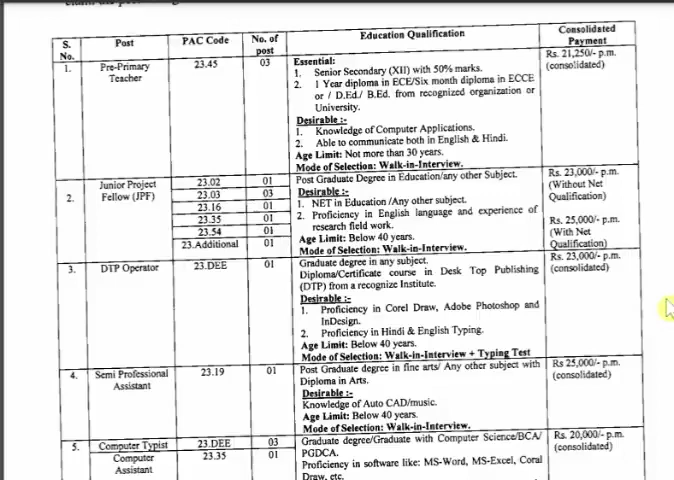 S. No.
Post
PAC Code
No. of post
Education Qualification
Consolidated Payment
1.
Pre-Primary Teacher
23.45
03
Essential:
1. Senior Secondary (XII) with 50% marks.
2. 1 Year diploma in ECE/Six month diploma in ECCE
or / D.Ed./ B.Ed. from recognized organization or
University.
Desirable :-
1. Knowledge of Computer Applications.
2. Able to communicate both in English & Hindi.
Age Limit: Not more than 30 years.
Mode of Selection: Walk-in-Interview.
Rs. 21,250/- p.m.
(consolidated)
2.
Junior Project
Fellow (JPF)
23.02 01
23.03 03
23.16 01
23.35 01
23.54 01
23.Additional 01
Post Graduate Degree in Education/any other Subject.
Desirable :-
1. NET in Education /Any other subject.
2. Proficiency in English language and experience of
research field work.
Age Limit: Below 40 years.
Mode of Selection: Walk-in-Interview.
Rs. 23,000/- p.m.
(Without Net
Qualification)
Rs. 25,000/- p.m.
(With Net
Qualification)
3.
DTP Operator
23.DEE
01
Graduate degree in any subject.
Diploma/Certificate course in Desk Top Publishing
(DTP) from a recognize Institute.
Desirable :-
1. Proficiency in Corel Draw, Adobe Photoshop and
InDesign.
2. Proficiency in Hindi & English Typing.
Age Limit: Below 40 years.
Mode of Selection: Walk-in-Interview + Typing Test
Rs. 23,000/- p.m.
(consolidated)
4.
Semi Professional
Assistant
23.19
01
Post Graduate degree in fine arts/ Any other subject with
Diploma in Arts.
Desirable :-
Knowledge of Auto CAD/music.
Age Limit: Below 40 years.
Mode of Selection: Walk-in-Interview.
Rs 25,000/- p.m.
(consolidated)
5.
Computer Typist
23.DEE
03
Computer
Assistant
23.35
01
Graduate degree/Graduate with Computer Science/BCA/
PGDCA.
Proficiency in software like: MS-Word, MS-Excel, Coral
Draw, etc.
Rs. 20,000/- p.m.
(consolidated)